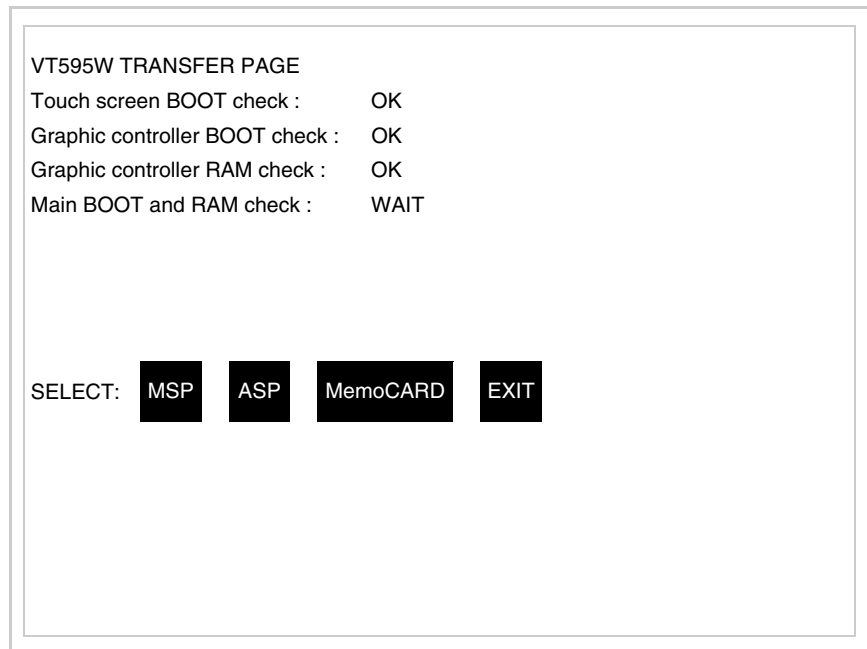 VT595W TRANSFER PAGE
Touch screen BOOT check : OK
Graphic controller BOOT check : OK
Graphic controller RAM check : OK
Main BOOT and RAM check : WAIT
SELECT: MSP ASP MemoCARD EXIT